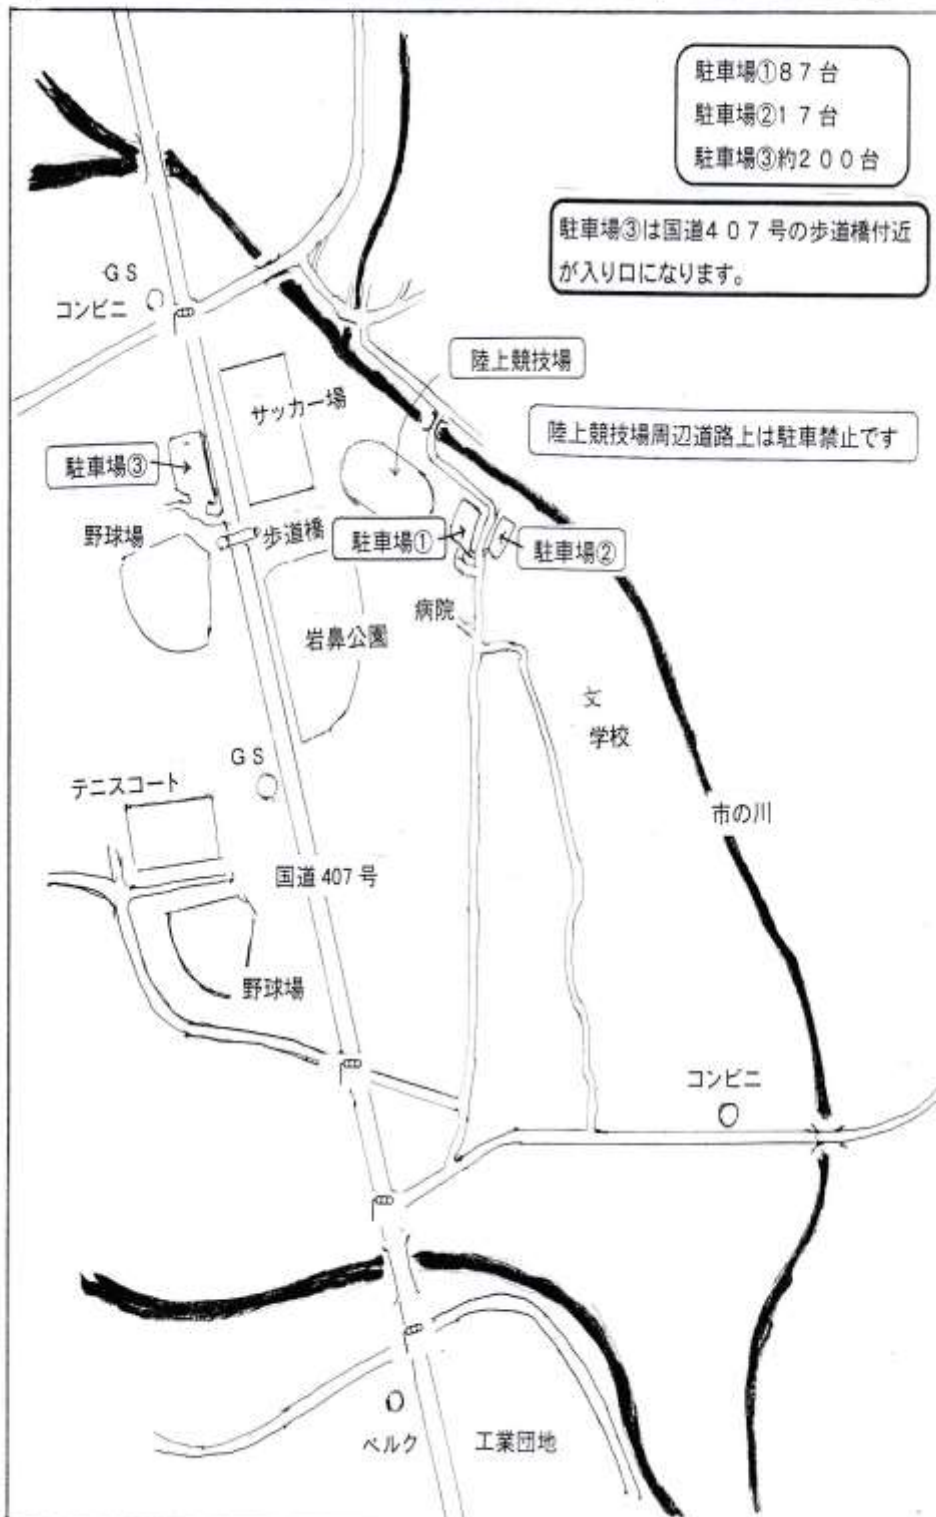 駐車場①87台
駐車場②17台
駐車場③約200台
駐車場③は国道407号の歩道橋付近
が入り口になります。
GS
コンビニ
陸上競技場
サッカー場
陸上競技場周辺道路上は駐車禁止です
駐車場③
野球場
歩道橋
駐車場①
駐車場②
病院
岩鼻公園
文
学校
GS
テニスコート
市の川
国道407号
野球場
コンビニ
ベルク
工業団地